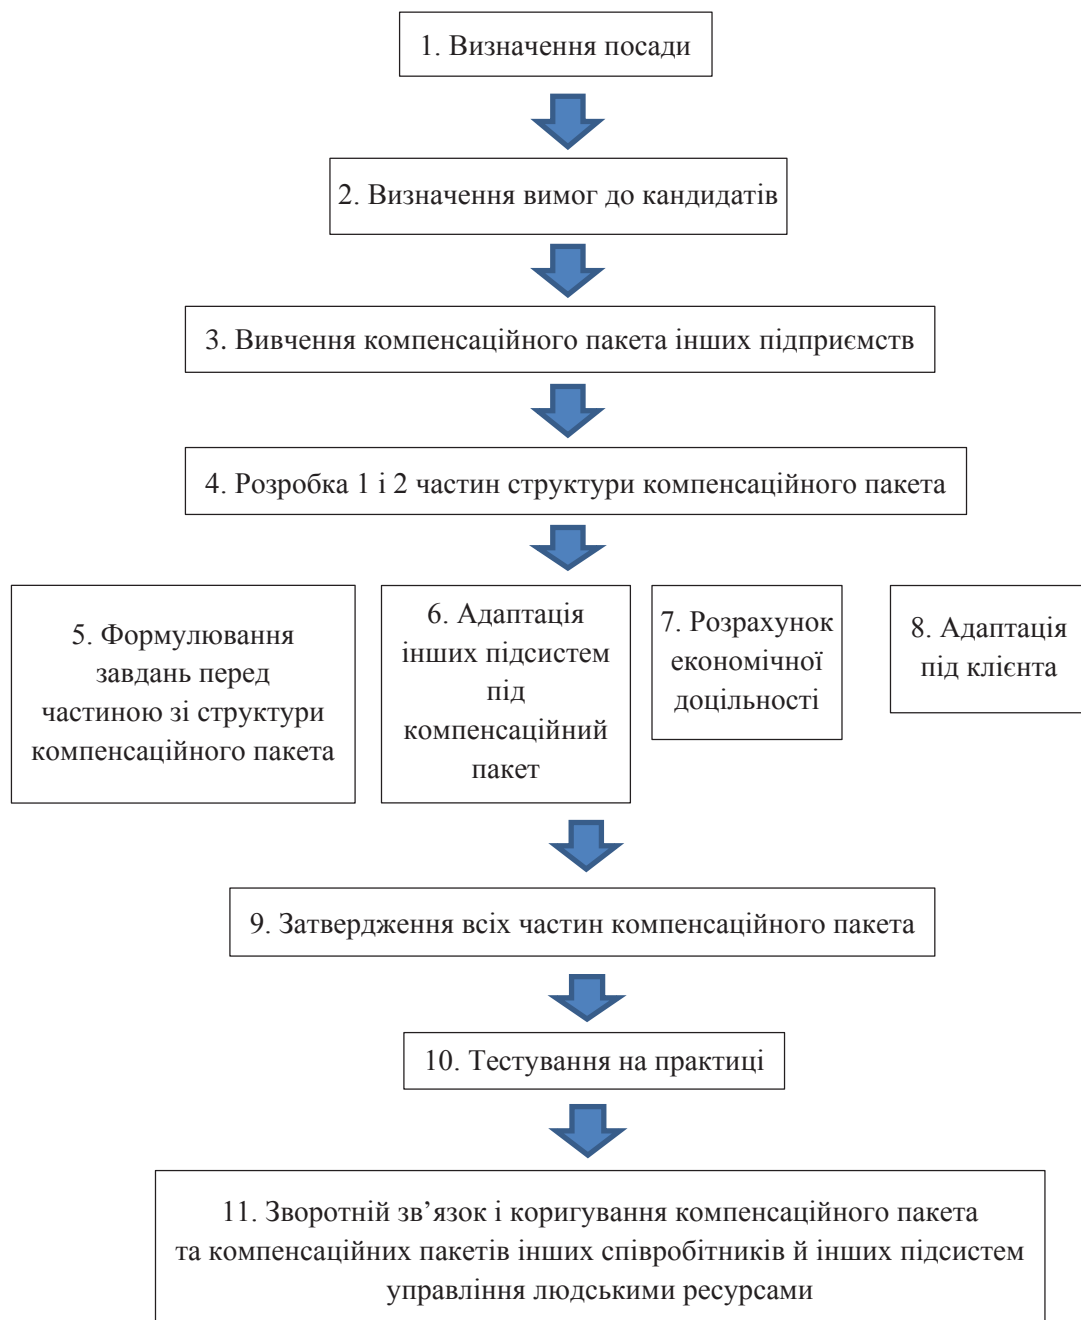 1. Визначення посади
2. Визначення вимог до кандидатів
3. Вивчення компенсаційного пакета інших підприємств
4. Розробка 1 і 2 частин структури компенсаційного пакета
5. Формулювання
завдань перед
частиною зі структури
компенсаційного пакета
6. Адаптація
інших підсистем
під
компенсаційний
пакет
7. Розрахунок
економічної
доцільності
8. Адаптація
під клієнта
9. Затвердження всіх частин компенсаційного пакета
10. Тестування на практиці
11. Зворотній зв’язок і коригування компенсаційного пакета
та компенсаційних пакетів інших співробітників й інших підсистем
управління людськими ресурсами